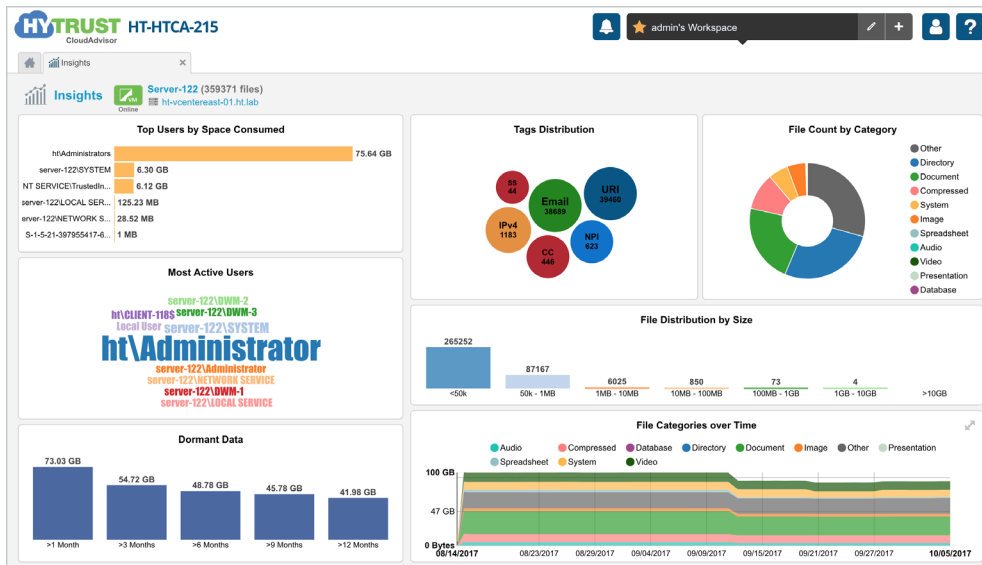 HYTRUST HT-HTCA-215
CloudAdvisor
admin's Workspace
?
Insights
Insights
VM
Online
Server-122 (359371 files)
ht-vcentereast-01.ht.lab
Top Users by Space Consumed
ht\Administrators 75.64 GB
server-122\SYSTEM 6.30 GB
NT SERVICE\TrustedIn... 6.12 GB
server-122\LOCAL SER... 125.23 MB
erver-122\NETWORK S... 28.52 MB
S-1-5-21-397955417-6... 1 MB
Tags Distribution
SS
44
Email
38689
URI
39460
IPv4
1183
NPI
623
CC
446
File Count by Category
Other
Directory
Document
Compressed
System
Image
Spreadsheet
Audio
Video
Presentation
Database
Most Active Users
server-122\DWM-2
ht\CLIENT-118$ server-122\DWM-3
Local User server-122\SYSTEM
ht\Administrator
server-122\Administrator
server-122\NETWORK SERVICE
server-122\DWM-1
server-122\LOCAL SERVICE
File Distribution by Size
265252 87167 6025 850 73 4
<50k 50k - 1MB 1MB - 10MB 10MB - 100MB 100MB - 1GB 1GB - 10GB >10GB
Dormant Data
73.03 GB 54.72 GB 48.78 GB 45.78 GB 41.98 GB
>1 Month >3 Months >6 Months >9 Months >12 Months
File Categories over Time
Audio Compressed Database Directory Document Image Other Presentation
Spreadsheet System Video
100 GB
47 GB
0 Bytes
08/14/2017 08/23/2017 08/29/2017 09/04/2017 09/09/2017 09/15/2017 09/21/2017 09/27/2017 10/05/2017